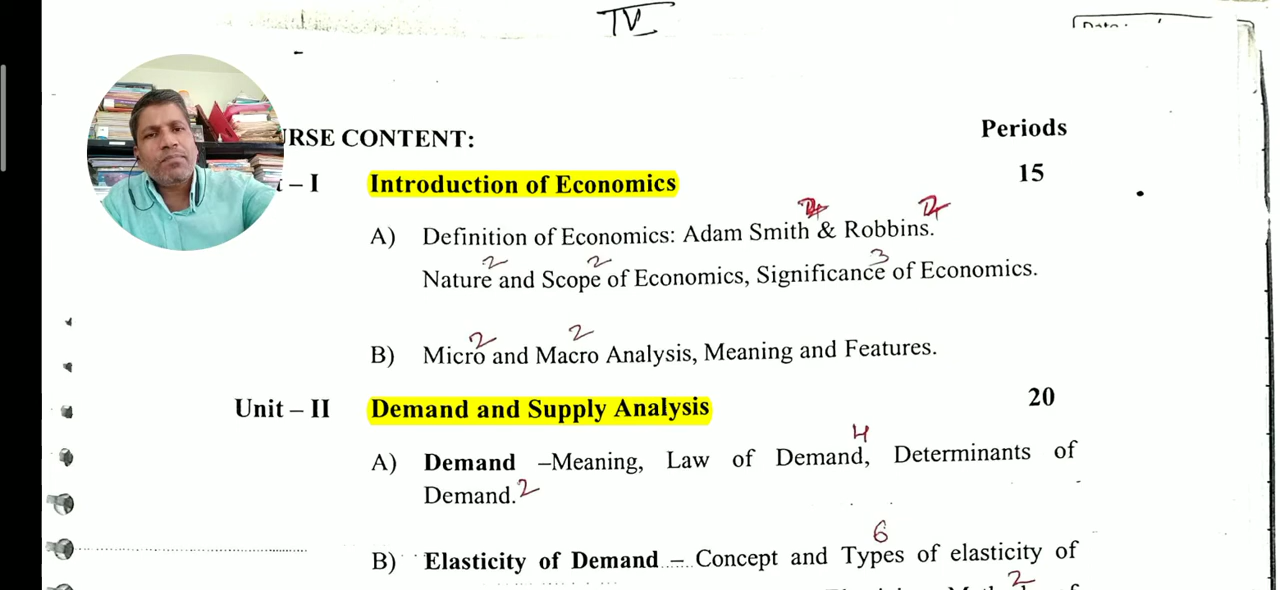 IV
Date :
URSE CONTENT: Periods
t – I Introduction of Economics 15
A) Definition of Economics: Adam Smith & Robbins.
2 2 3
Nature and Scope of Economics, Significance of Economics.
2 2
B) Micro and Macro Analysis, Meaning and Features.
Unit – II Demand and Supply Analysis 20
4
A) Demand –Meaning, Law of Demand, Determinants of
Demand. 2
6
B) Elasticity of Demand – Concept and Types of elasticity of
2